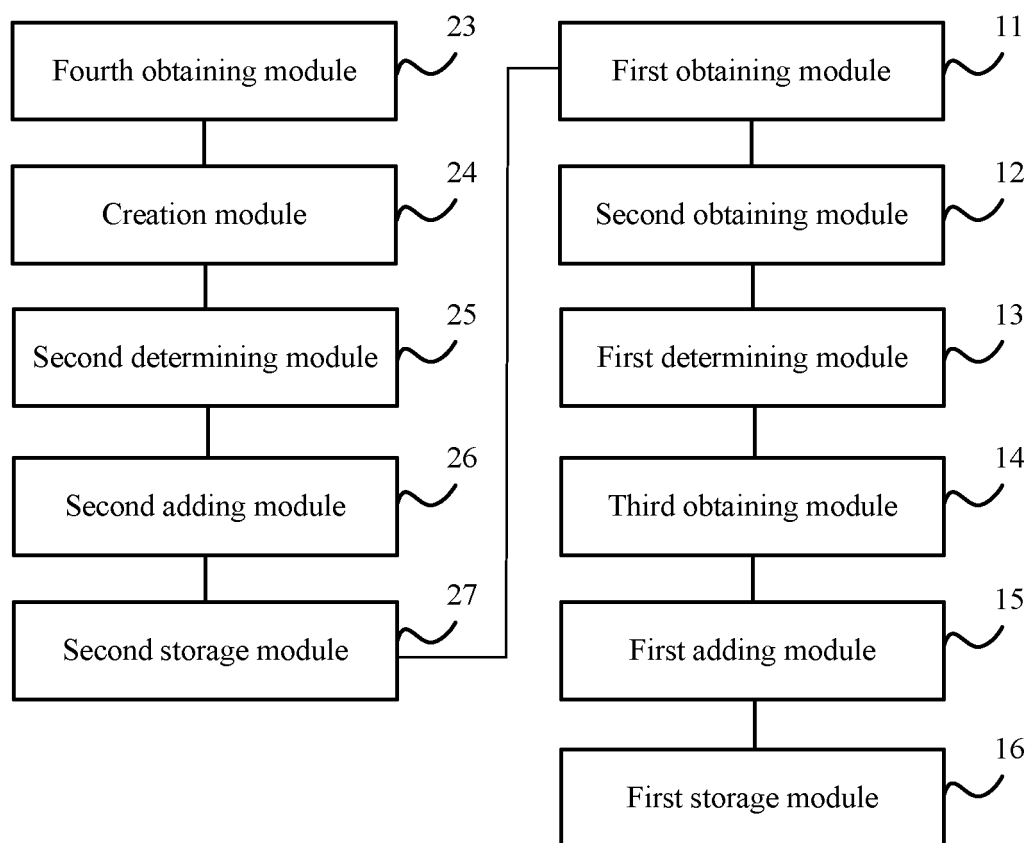 23
Fourth obtaining module
24
Creation module
25
Second determining module
26
Second adding module
27
Second storage module
11
First obtaining module
12
Second obtaining module
13
First determining module
14
Third obtaining module
15
First adding module
16
First storage module